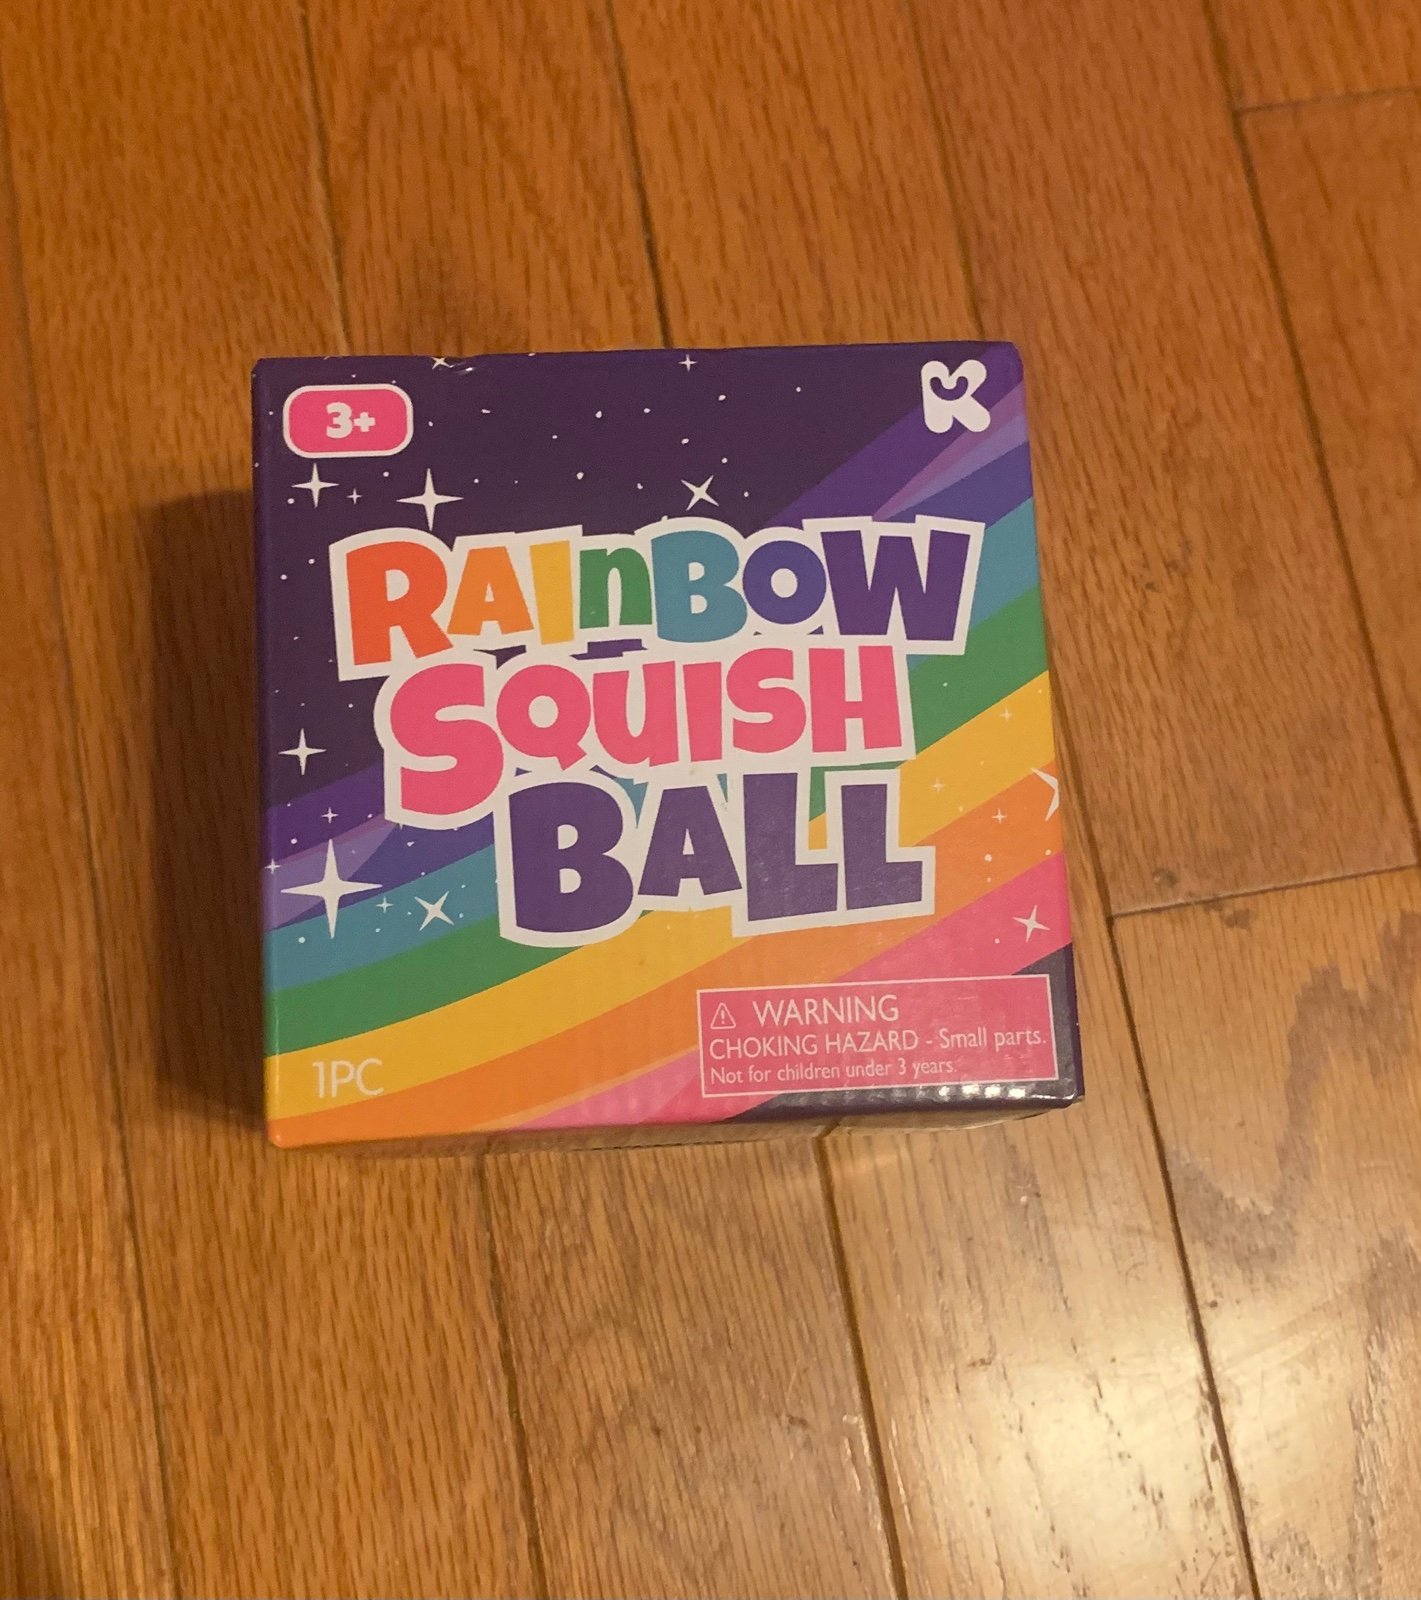 3+
K
RAInBOW
SQUISH
BALL
1PC
⚠ WARNING
CHOKING HAZARD - Small parts.
Not for children under 3 years.